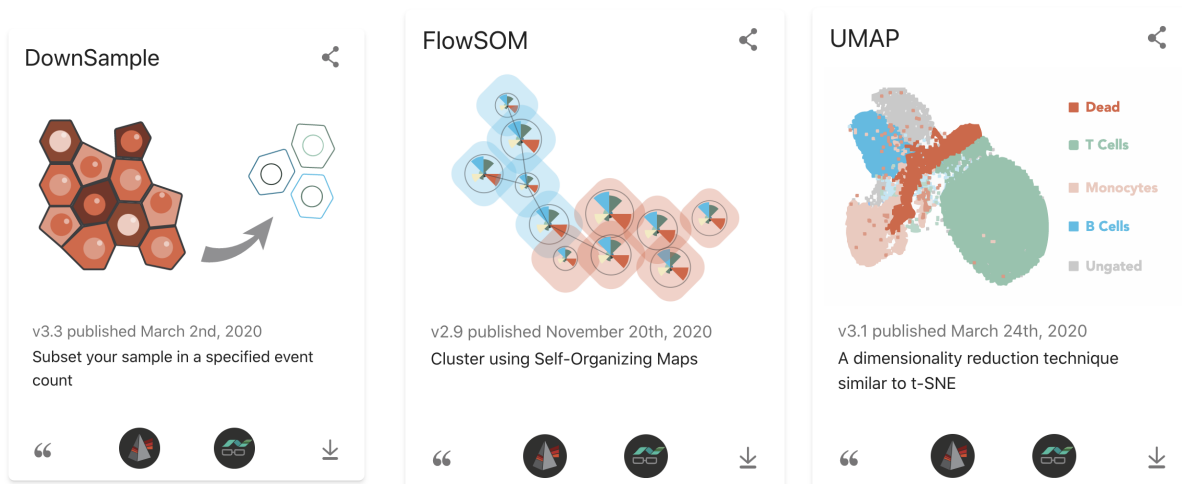 DownSample
v3.3 published March 2nd, 2020
Subset your sample in a specified event
count
FlowSOM
v2.9 published November 20th, 2020
Cluster using Self-Organizing Maps
UMAP
Dead
T Cells
Monocytes
B Cells
Ungated
v3.1 published March 24th, 2020
A dimensionality reduction technique
similar to t-SNE